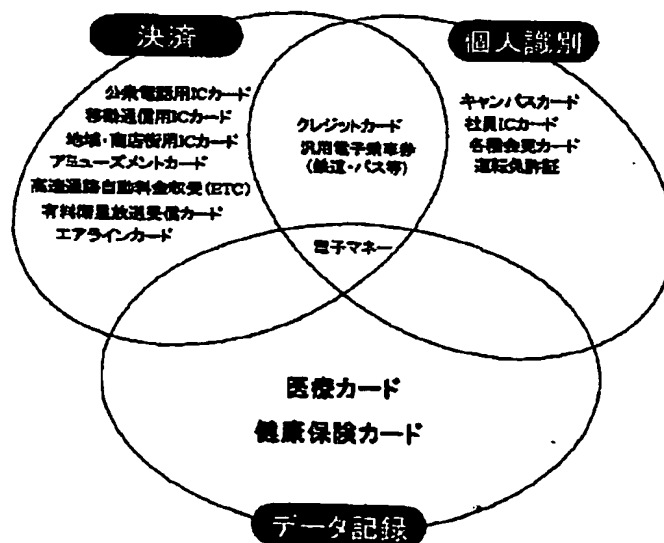 決済
個人識別
公衆電話用ICカード
移動通信用ICカード
地域・商店街用ICカード
アミューズメントカード
高速道路自動料金収受(ETC)
有料衛星放送受信カード
エアラインカード
クレジットカード
汎用電子乗車券
(鉄道・バス等)
キャンパスカード
社員ICカード
各種会員カード
運転免許証
電子マネー
医療カード
健康保険カード
データ記録